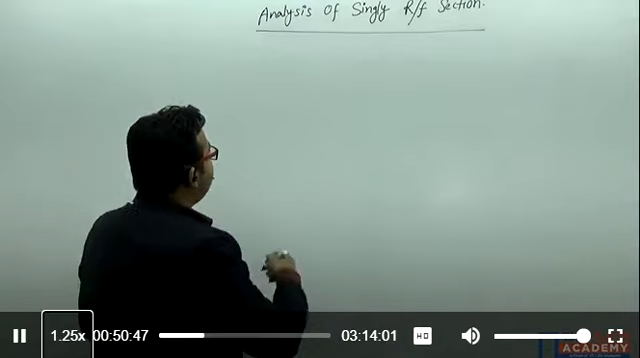 Analysis Of Singly R/f Section.
1.25x 00:50:47 03:14:01 HD
ACADEMY